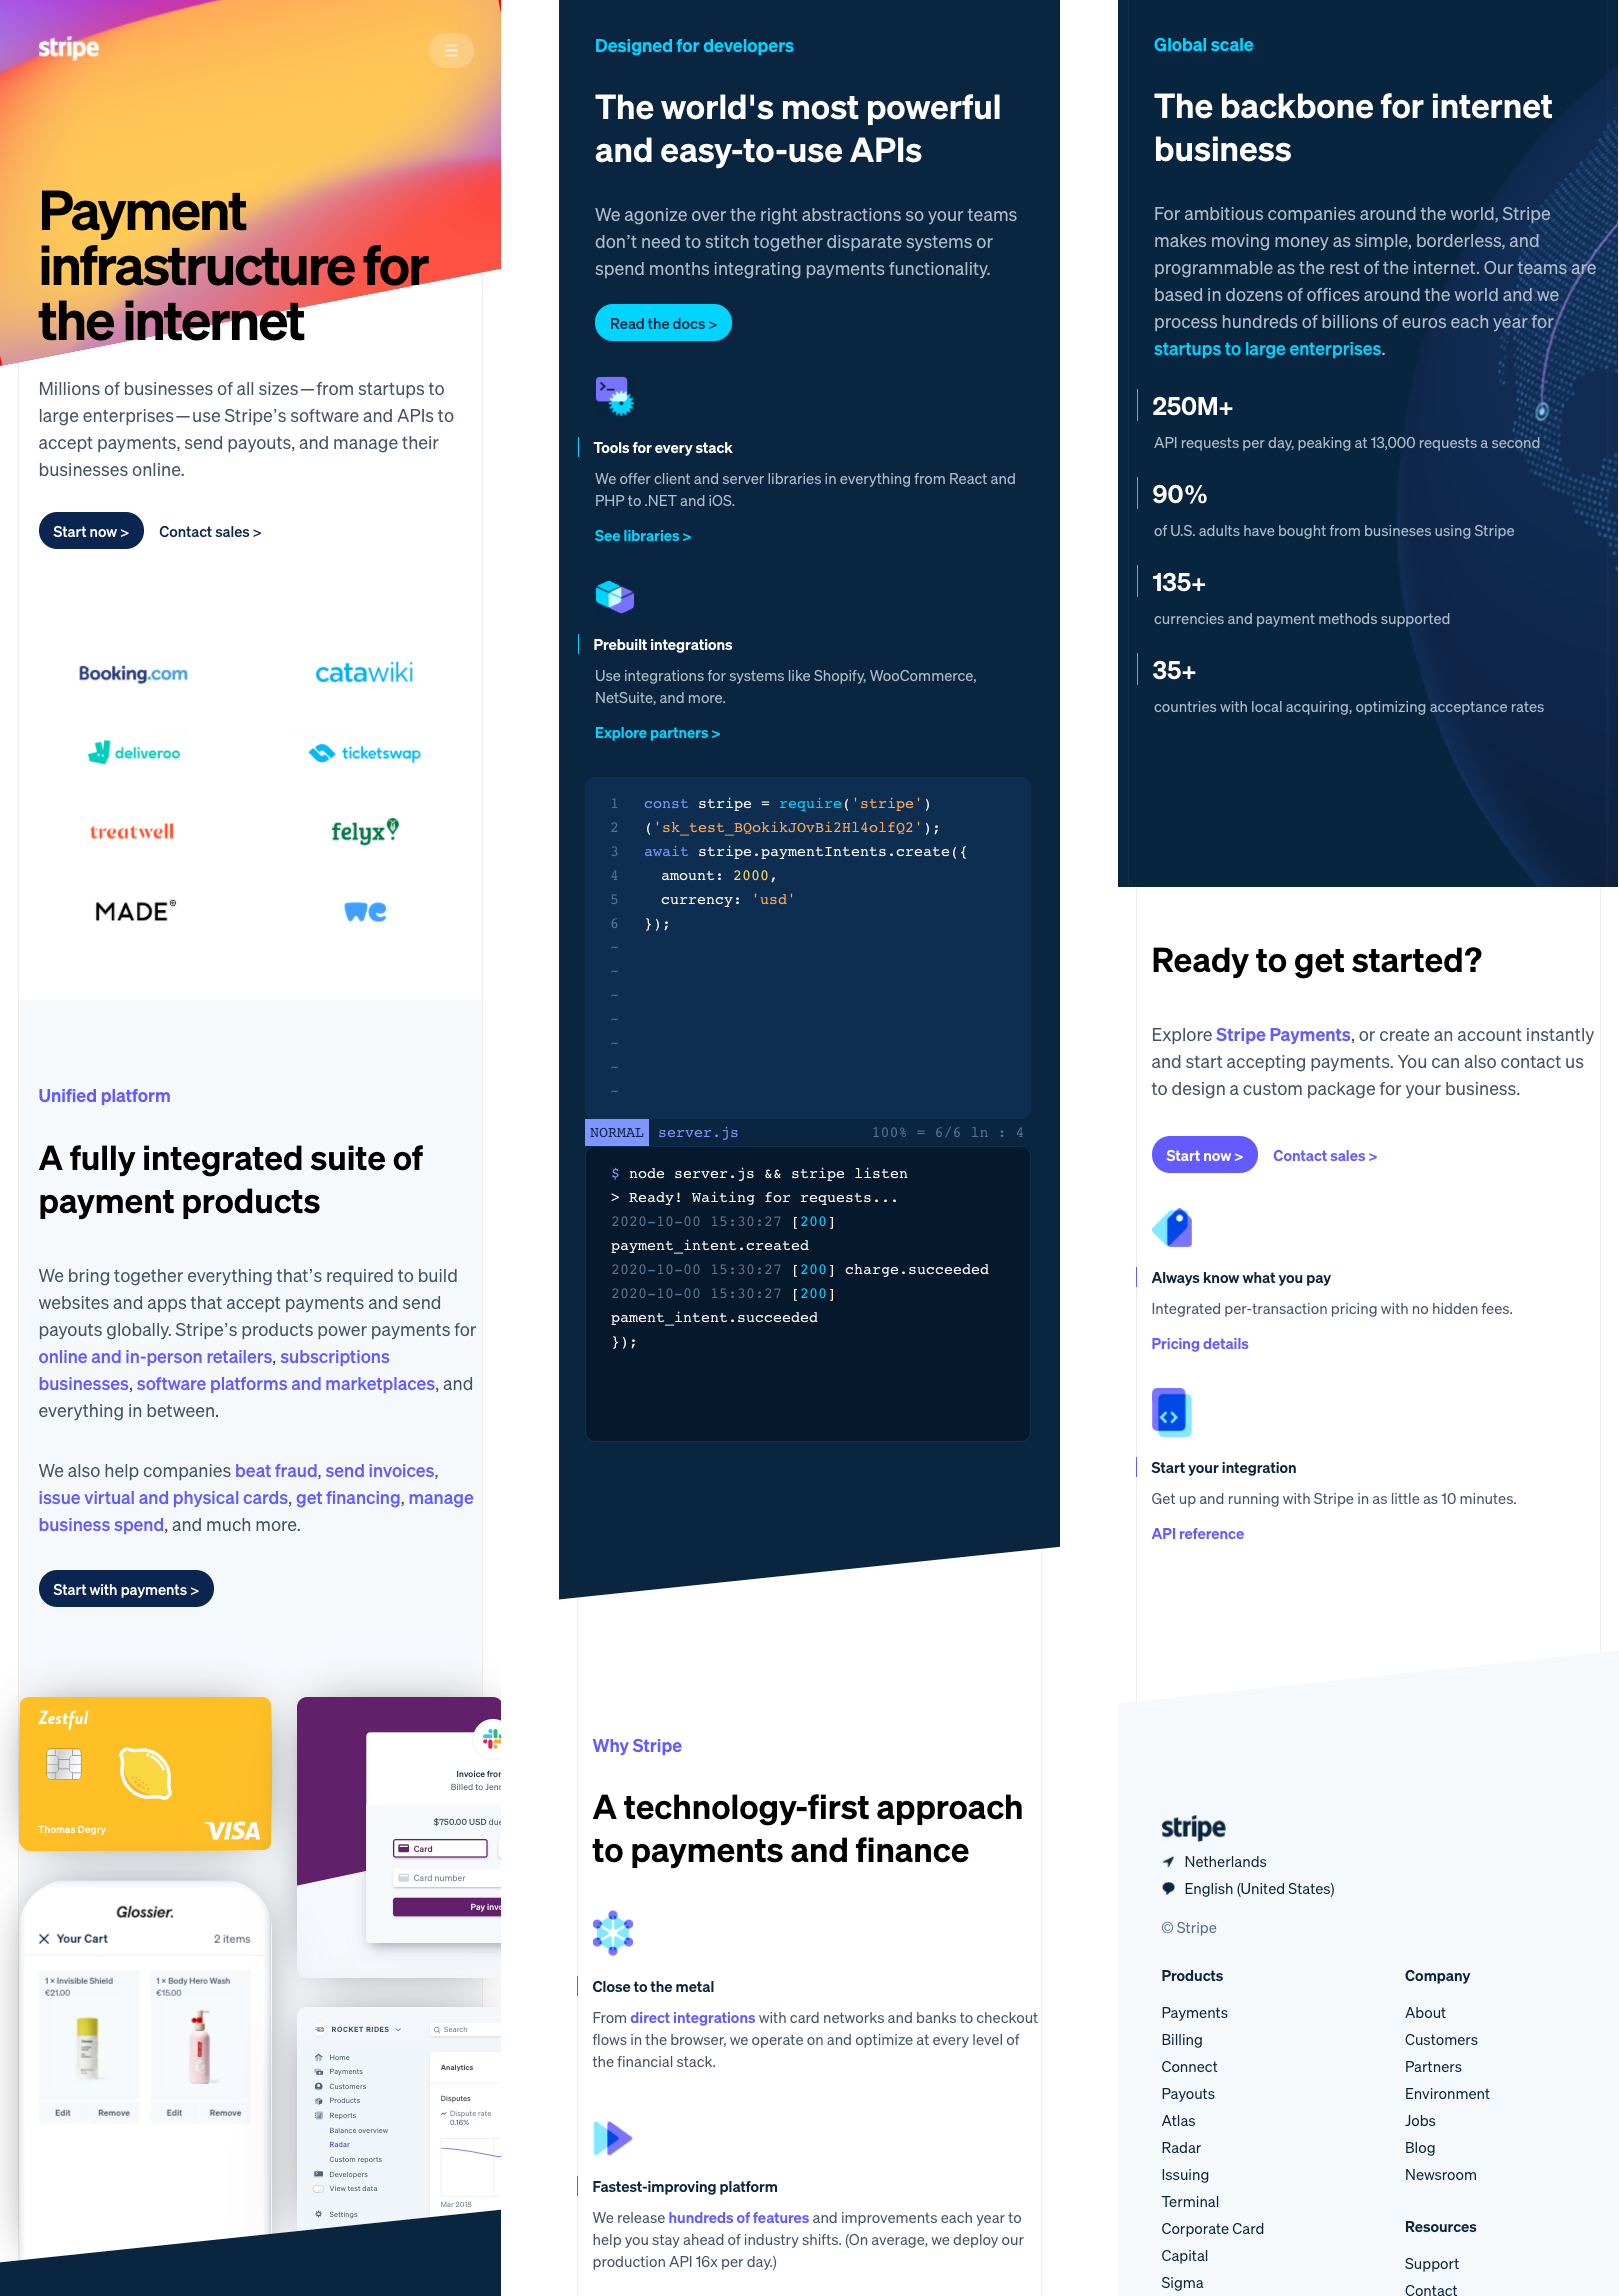 stripe
Payment
infrastructure for
the internet
Millions of businesses of all sizes—from startups to
large enterprises—use Stripe’s software and APIs to
accept payments, send payouts, and manage their
businesses online.
Start now >
Contact sales >
Booking.com
catawiki
deliveroo
ticketswap
treatwell
felyx
MADE
we
Unified platform
A fully integrated suite of
payment products
We bring together everything that’s required to build
websites and apps that accept payments and send
payouts globally. Stripe’s products power payments for
online and in-person retailers, subscriptions
businesses, software platforms and marketplaces, and
everything in between.
We also help companies beat fraud, send invoices,
issue virtual and physical cards, get financing, manage
business spend, and much more.
Start with payments >
Zestful
Thomas Degry
VISA
Glossier.
Your Cart
2 items
1 × Invisible Shield
€21.00
1 × Body Hero Wash
€15.00
Edit
Remove
Edit
Remove
Invoice fror
Billed to Jenr
$750.00 USD due
Card
Card number
Pay invo
ROCKET RIDES
Search
Home
Payments
Customers
Products
Reports
Balance overview
Radar
Custom reports
Developers
View test data
Settings
Analytics
Disputes
Dispute rate
0.16%
Mar 2018
Designed for developers
The world's most powerful
and easy-to-use APIs
We agonize over the right abstractions so your teams
don’t need to stitch together disparate systems or
spend months integrating payments functionality.
Read the docs >
Tools for every stack
We offer client and server libraries in everything from React and
PHP to .NET and iOS.
See libraries >
Prebuilt integrations
Use integrations for systems like Shopify, WooCommerce,
NetSuite, and more.
Explore partners >
1 const stripe = require('stripe')
2 ('sk_test_BQokikJOvBi2Hl4olfQ2');
3 await stripe.paymentIntents.create({
4 amount: 2000,
5 currency: 'usd'
6 });
~
~
~
~
~
~
~
NORMAL server.js 100% = 6/6 ln : 4
$ node server.js && stripe listen
> Ready! Waiting for requests...
2020-10-00 15:30:27 [200]
payment_intent.created
2020-10-00 15:30:27 [200] charge.succeeded
2020-10-00 15:30:27 [200]
pament_intent.succeeded
});
Why Stripe
A technology-first approach
to payments and finance
Close to the metal
From direct integrations with card networks and banks to checkout
flows in the browser, we operate on and optimize at every level of
the financial stack.
Fastest-improving platform
We release hundreds of features and improvements each year to
help you stay ahead of industry shifts. (On average, we deploy our
production API 16x per day.)
Global scale
The backbone for internet
business
For ambitious companies around the world, Stripe
makes moving money as simple, borderless, and
programmable as the rest of the internet. Our teams are
based in dozens of offices around the world and we
process hundreds of billions of euros each year for
startups to large enterprises.
250M+
API requests per day, peaking at 13,000 requests a second
90%
of U.S. adults have bought from busineses using Stripe
135+
currencies and payment methods supported
35+
countries with local acquiring, optimizing acceptance rates
Ready to get started?
Explore Stripe Payments, or create an account instantly
and start accepting payments. You can also contact us
to design a custom package for your business.
Start now >
Contact sales >
Always know what you pay
Integrated per-transaction pricing with no hidden fees.
Pricing details
Start your integration
Get up and running with Stripe in as little as 10 minutes.
API reference
stripe
Netherlands
English (United States)
© Stripe
Products
Payments
Billing
Connect
Payouts
Atlas
Radar
Issuing
Terminal
Corporate Card
Capital
Sigma
Company
About
Customers
Partners
Environment
Jobs
Blog
Newsroom
Resources
Support
Contact